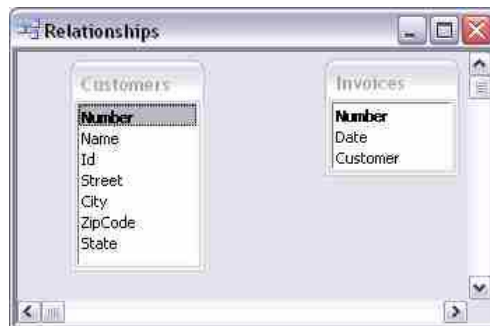 Relationships
Customers
Number
Name
Id
Street
City
ZipCode
State
Invoices
Number
Date
Customer